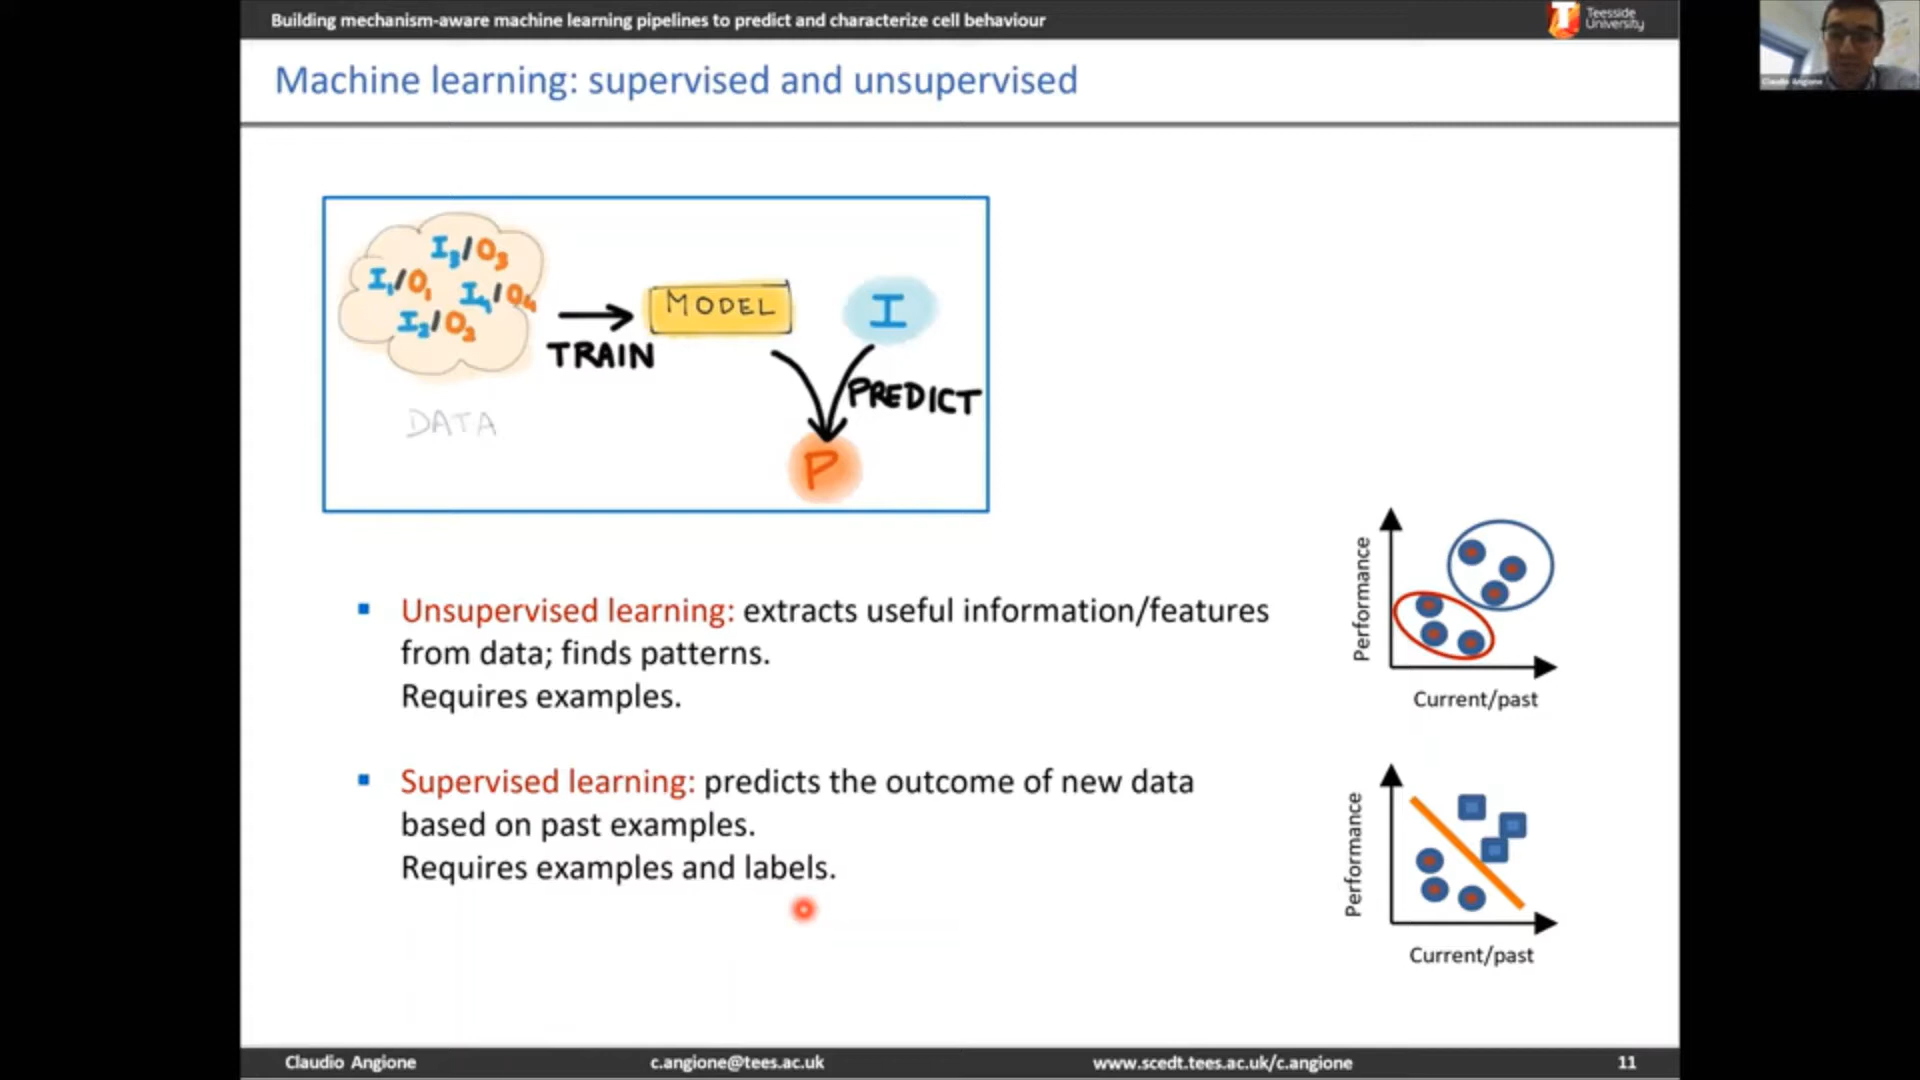 Building mechanism-aware machine learning pipelines to predict and characterize cell behaviour
Teesside
University
Claudio Angione
Machine learning: supervised and unsupervised
I3/O3
I1/O1
I4/O4
I2/O2
DATA
TRAIN
MODEL
I
PREDICT
P
Unsupervised learning: extracts useful information/features
from data; finds patterns.
Requires examples.
Performance
Current/past
Supervised learning: predicts the outcome of new data
based on past examples.
Requires examples and labels.
Performance
Current/past
Claudio Angione
c.angione@tees.ac.uk
www.scedt.tees.ac.uk/c.angione
11